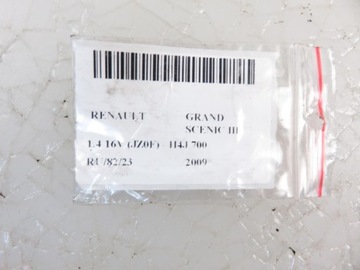 RENAULT GRAND
SCENIC III
1.4 16V (JZ0F) - H4J 700
RU/82/23 2009